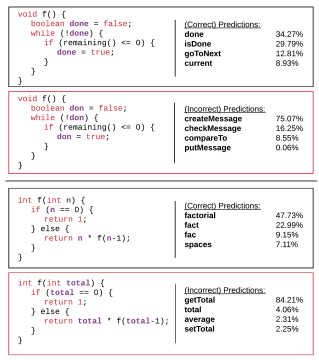 void f() {
boolean done = false;
while (!done) {
if (remaining() <= 0) {
done = true;
}
}
}
(Correct) Predictions:
done 34.27%
isDone 29.79%
goToNext 12.81%
current 8.93%
void f() {
boolean don = false;
while (!don) {
if (remaining() <= 0) {
don = true;
}
}
}
(Incorrect) Predictions:
createMessage 75.07%
checkMessage 16.25%
compareTo 8.55%
putMessage 0.06%
int f(int n) {
if (n == 0) {
return 1;
} else {
return n * f(n-1);
}
}
(Correct) Predictions:
factorial 47.73%
fact 22.99%
fac 9.15%
spaces 7.11%
int f(int total) {
if (total == 0) {
return 1;
} else {
return total * f(total-1);
}
}
(Incorrect) Predictions:
getTotal 84.21%
total 4.06%
average 2.31%
setTotal 2.25%